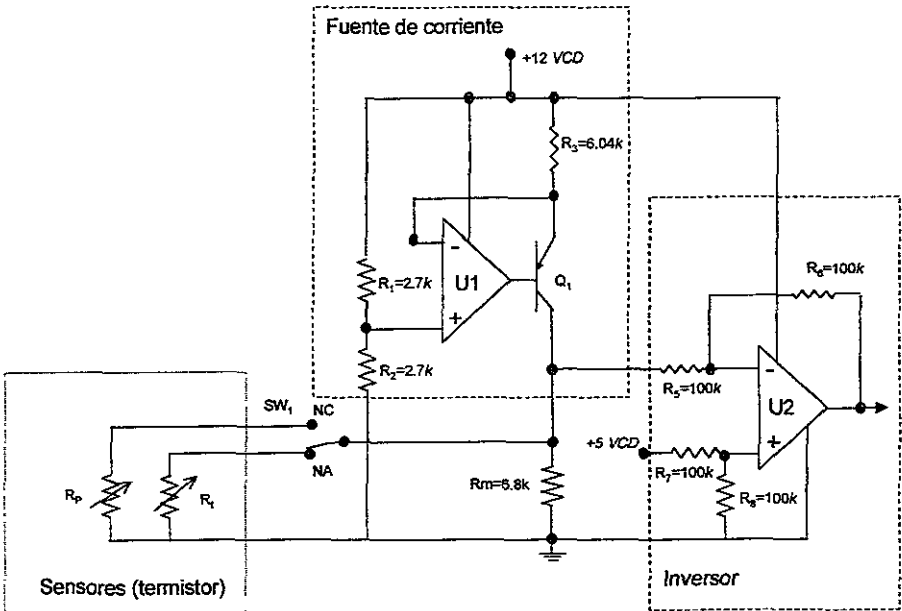 Fuente de corriente
+12 VCD
R3=6.04k
R1=2.7k
U1
Q1
R6=100k
R2=2.7k
R5=100k
U2
SW1
NC
NA
+5 VCD
R7=100k
R8=100k
Rm=6.8k
RP
Rt
Sensores (termistor)
Inversor
-
+
-
+